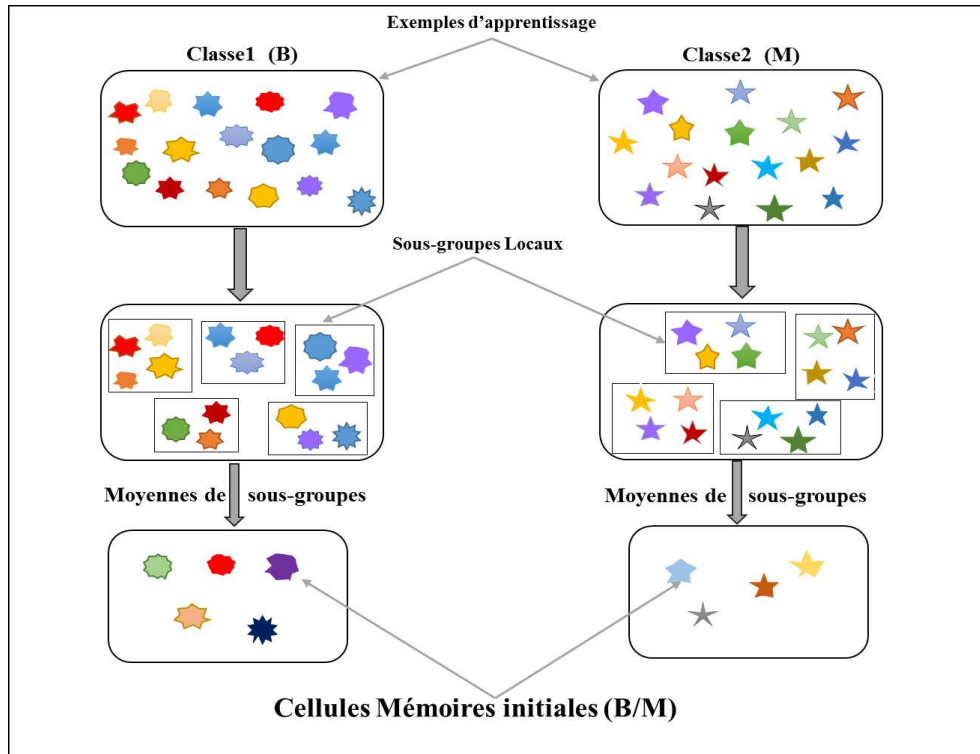 Exemples d'apprentissage
Classe1 (B)
Classe2 (M)
Sous-groupes Locaux
Moyennes de sous-groupes
Moyennes de sous-groupes
Cellules Mémoires initiales (B/M)